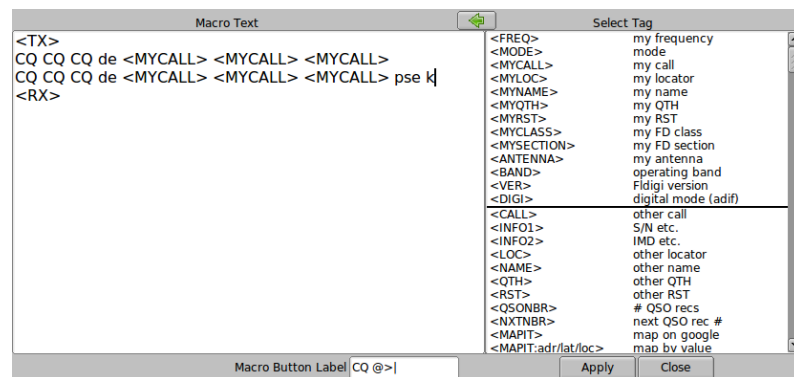 Macro Text
Select Tag
<TX>
CQ CQ CQ de <MYCALL> <MYCALL> <MYCALL>
CQ CQ CQ de <MYCALL> <MYCALL> <MYCALL> pse k
<RX>
<FREQ> my frequency
<MODE> mode
<MYCALL> my call
<MYLOC> my locator
<MYNAME> my name
<MYQTH> my QTH
<MYRST> my RST
<MYCLASS> my FD class
<MYSECTION> my FD section
<ANTENNA> my antenna
<BAND> operating band
<VER> Fldigi version
<DIGI> digital mode (adif)
<CALL> other call
<INFO1> S/N etc.
<INFO2> IMD etc.
<LOC> other locator
<NAME> other name
<QTH> other QTH
<RST> other RST
<QSONBR> # QSO recs
<NXTNBR> next QSO rec #
<MAPIT> map on google
<MAPIT:adr/lat/loc> map by value
Macro Button Label CQ @>|
Apply Close